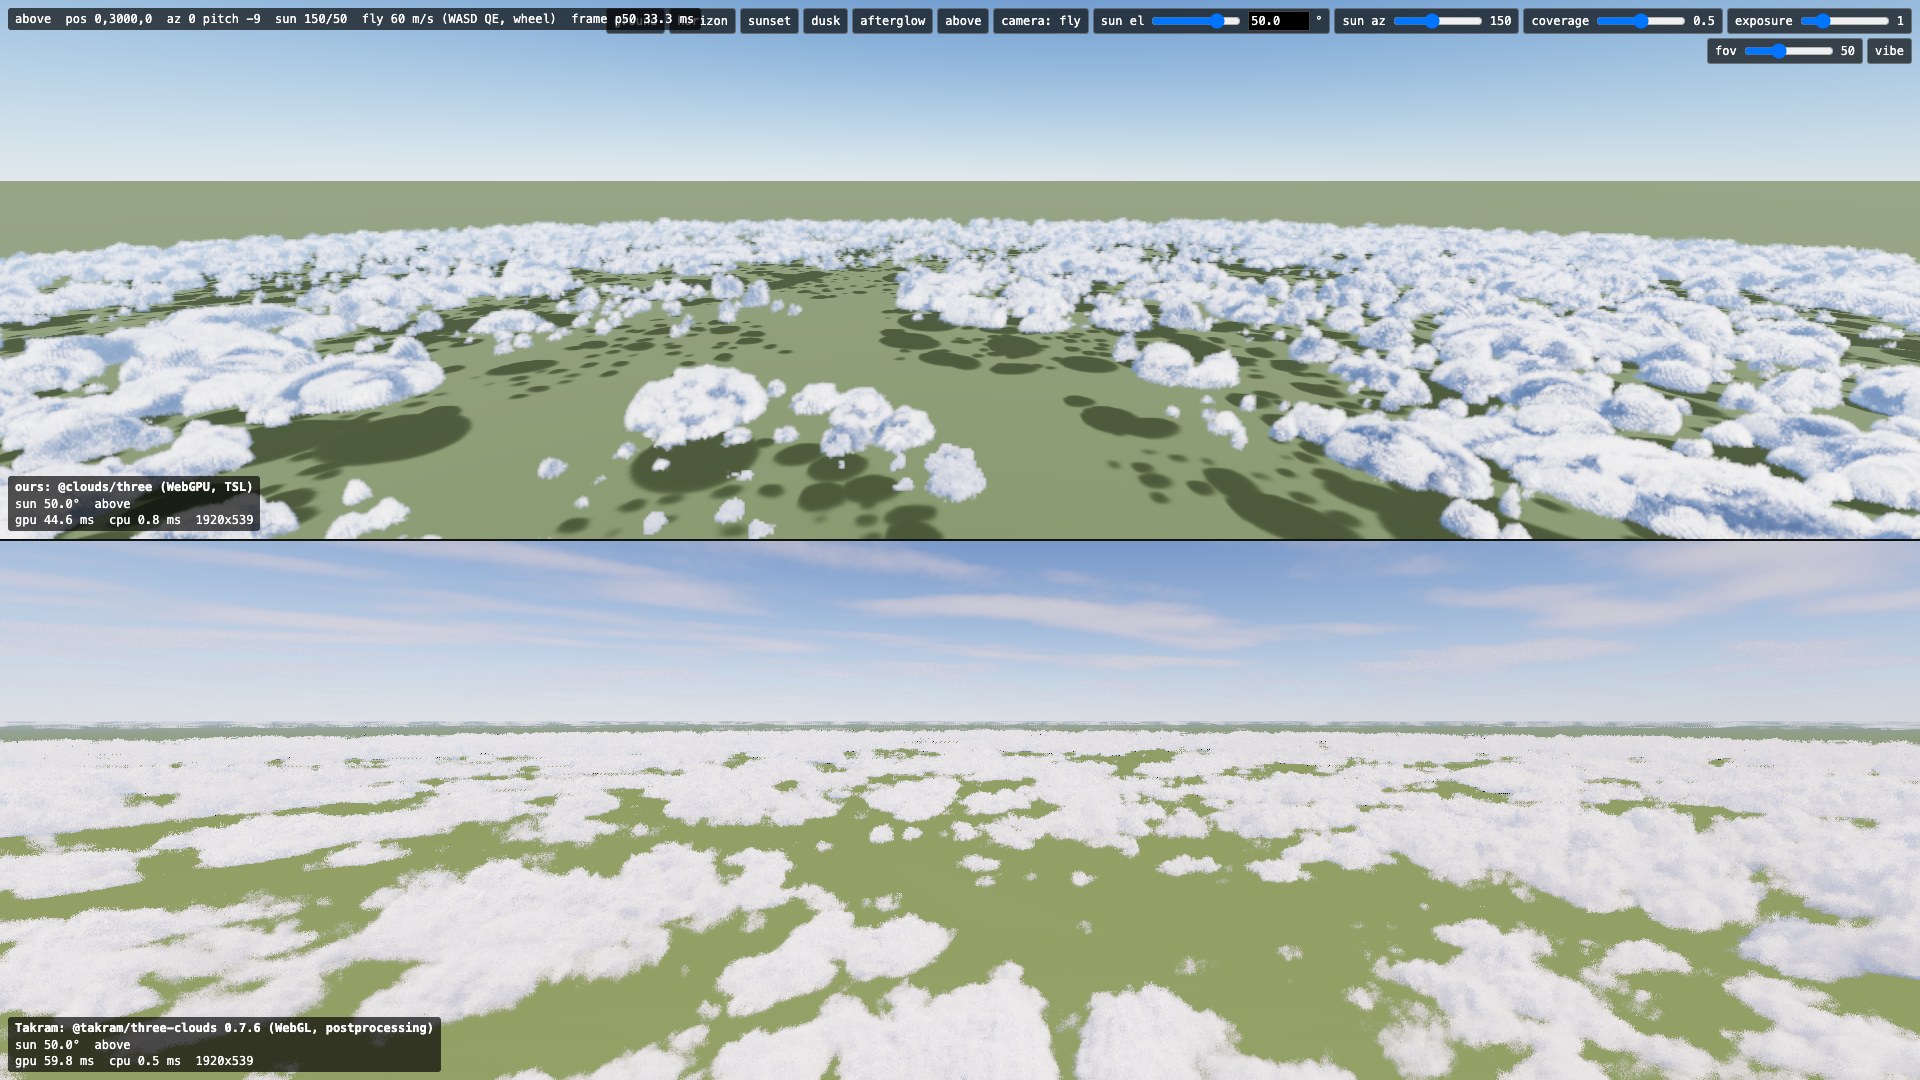 above  pos 0,3000,0  az 0 pitch -9  sun 150/50  fly 60 m/s (WASD QE, wheel)  frame p50 33.3 ms
sunset
dusk
afterglow
above
camera: fly
sun el 50.0 °
sun az 150
coverage 0.5
exposure 1
fov 50
vibe
ours: @clouds/three (WebGPU, TSL)
sun 50.0°  above
gpu 44.6 ms  cpu 0.8 ms  1920x539
Takram: @takram/three-clouds 0.7.6 (WebGL, postprocessing)
sun 50.0°  above
gpu 59.8 ms  cpu 0.5 ms  1920x539